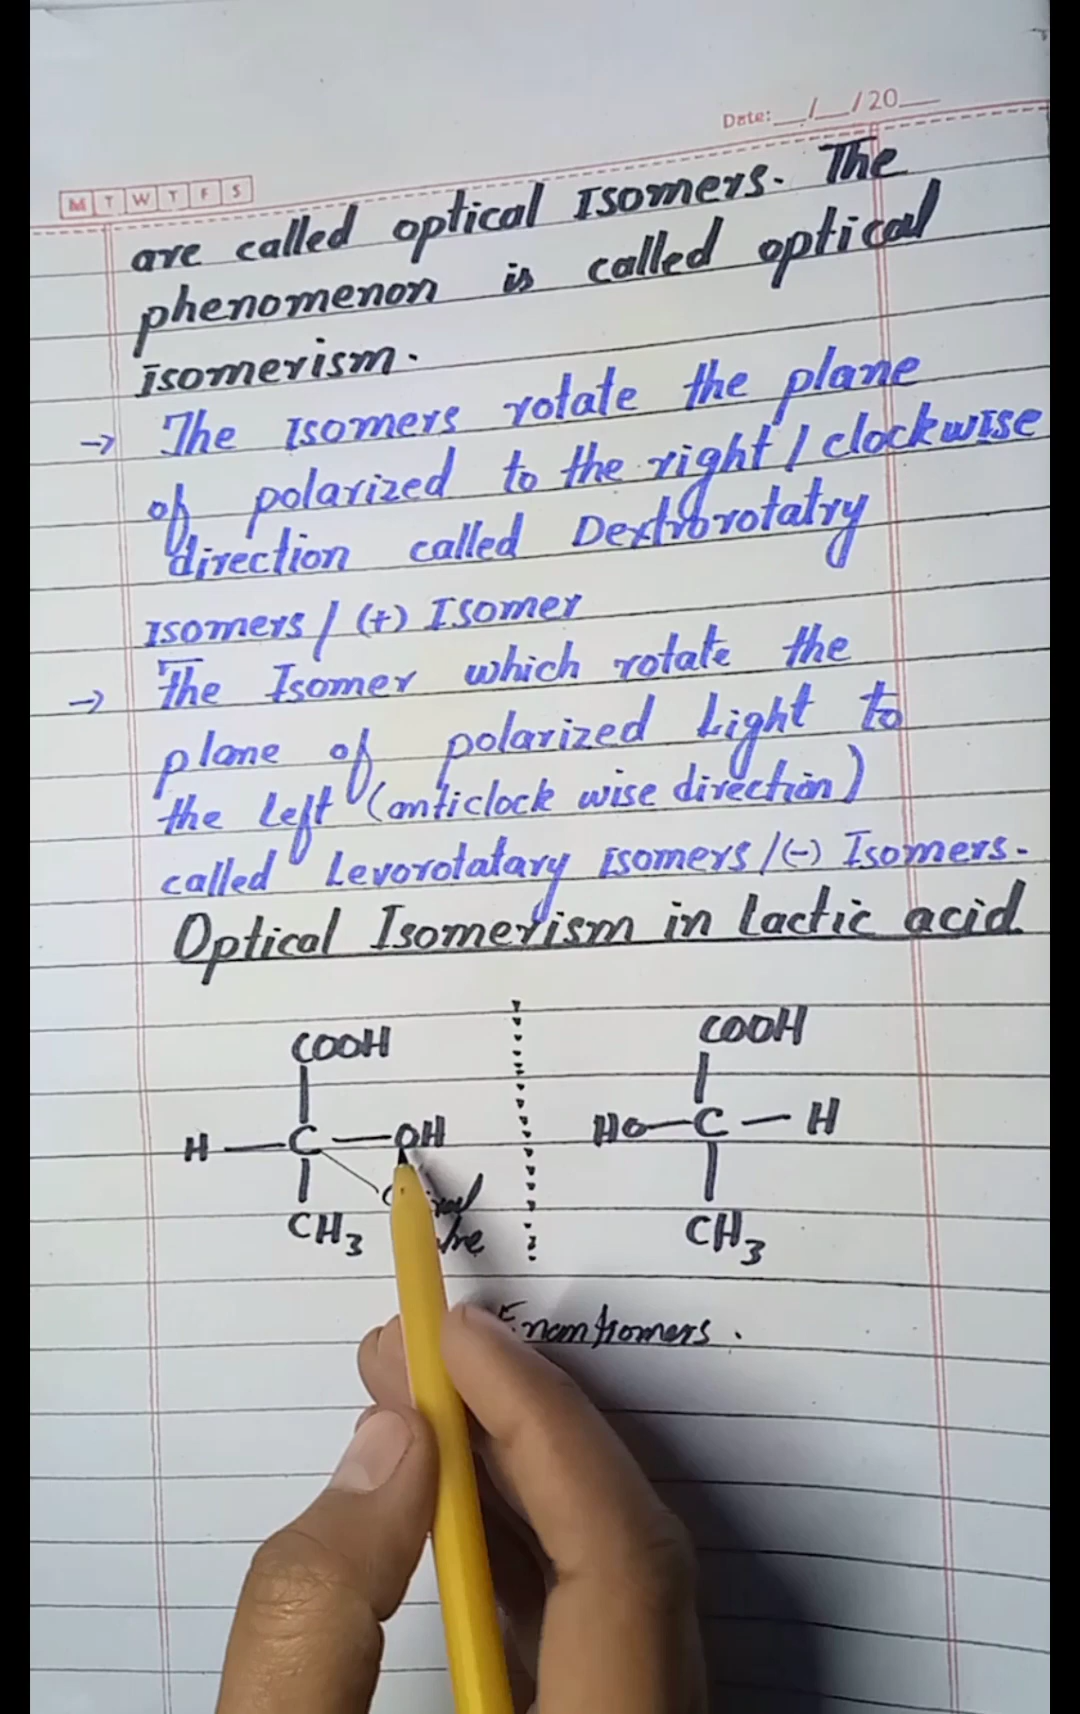 Date:__/__/20__
M T W T F S
are called optical Isomers. The
phenomenon is called optical
isomerism.
→ The Isomers rotate the plane
of polarized to the right / clockwise
direction called Dextrorotatry
Isomers / (+) Isomer
→ The Isomer which rotate the
plane of polarized Light to
the left (anticlock wise direction)
called Levorotatary isomers / (-) Isomers.
Optical Isomerism in lactic acid.
COOH COOH
H—C—OH HO—C—H
CH3 CH3
Enantiomers.